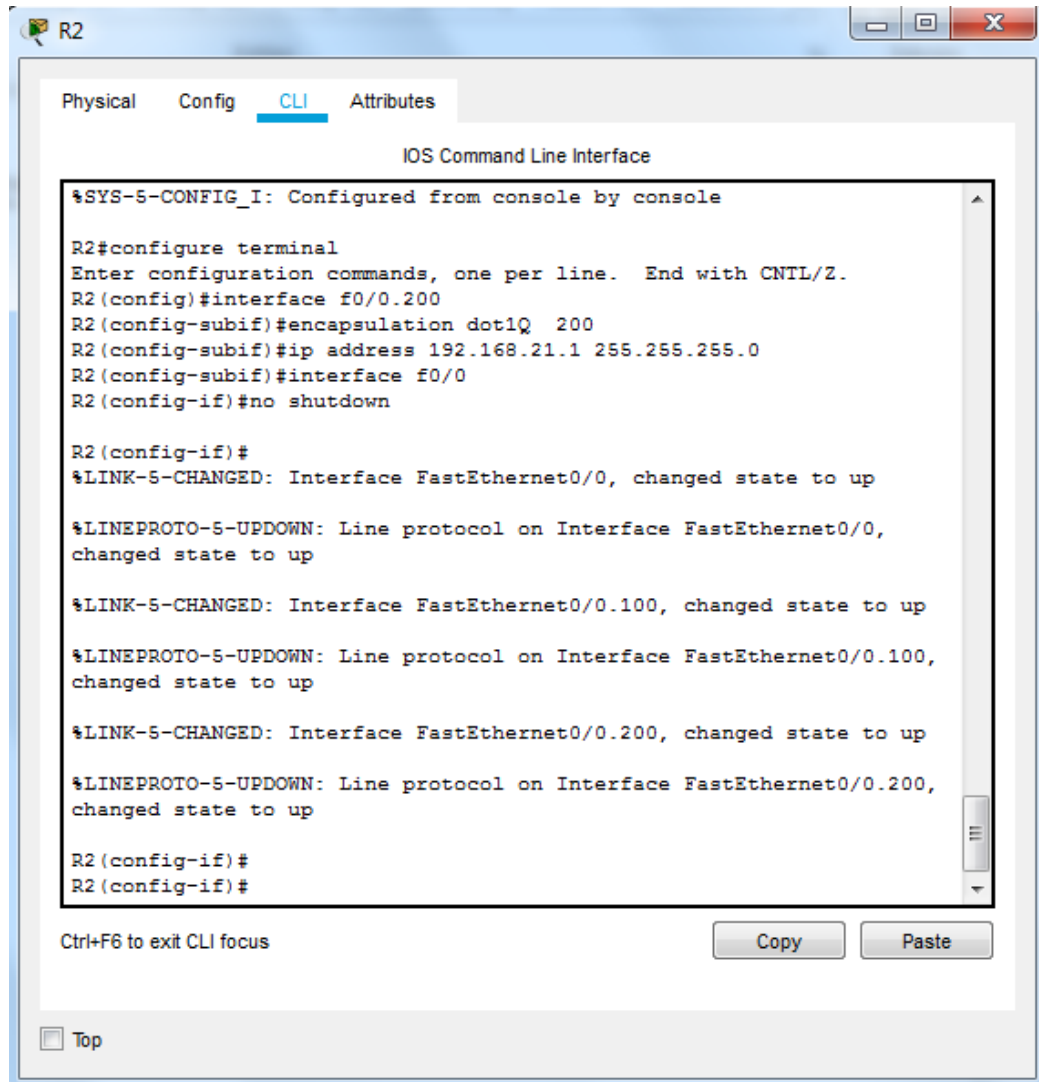 R2
Physical Config CLI Attributes
IOS Command Line Interface
%SYS-5-CONFIG_I: Configured from console by console
R2#configure terminal
Enter configuration commands, one per line.  End with CNTL/Z.
R2(config)#interface f0/0.200
R2(config-subif)#encapsulation dot1Q  200
R2(config-subif)#ip address 192.168.21.1 255.255.255.0
R2(config-subif)#interface f0/0
R2(config-if)#no shutdown
R2(config-if)#
%LINK-5-CHANGED: Interface FastEthernet0/0, changed state to up
%LINEPROTO-5-UPDOWN: Line protocol on Interface FastEthernet0/0,
changed state to up
%LINK-5-CHANGED: Interface FastEthernet0/0.100, changed state to up
%LINEPROTO-5-UPDOWN: Line protocol on Interface FastEthernet0/0.100,
changed state to up
%LINK-5-CHANGED: Interface FastEthernet0/0.200, changed state to up
%LINEPROTO-5-UPDOWN: Line protocol on Interface FastEthernet0/0.200,
changed state to up
R2(config-if)#
R2(config-if)#
Ctrl+F6 to exit CLI focus Copy Paste
Top